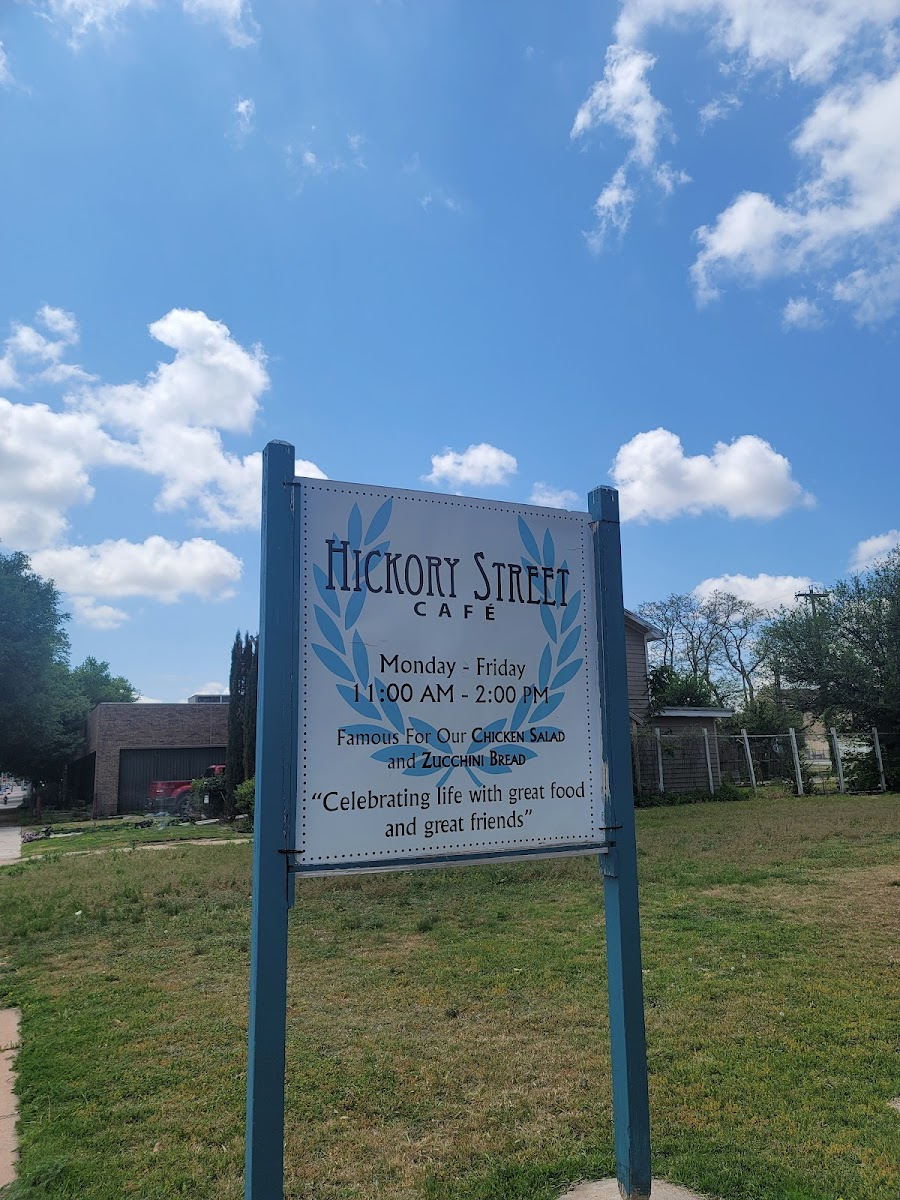 Hickory Street
CAFÉ
Monday - Friday
11:00 AM - 2:00 PM
Famous For Our Chicken Salad
and Zucchini Bread
“Celebrating life with great food
and great friends”